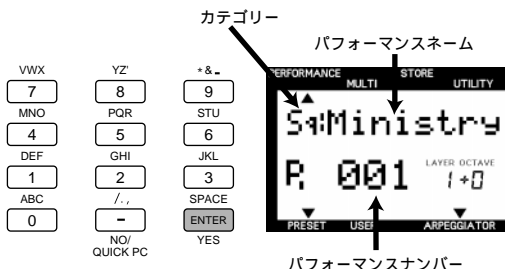 カテゴリー
パフォーマンスネーム
VWX YZ' *&-
7 8 9
MNO PQR STU
4 5 6
DEF GHI JKL
1 2 3
ABC /., SPACE
0 - ENTER
NO/ YES
QUICK PC
PERFORMANCE STORE
MULTI UTILITY
Sq:Ministry
P, 001 LAYER OCTAVE
1 +0
PRESET USER ARPEGGIATOR
パフォーマンスナンバー